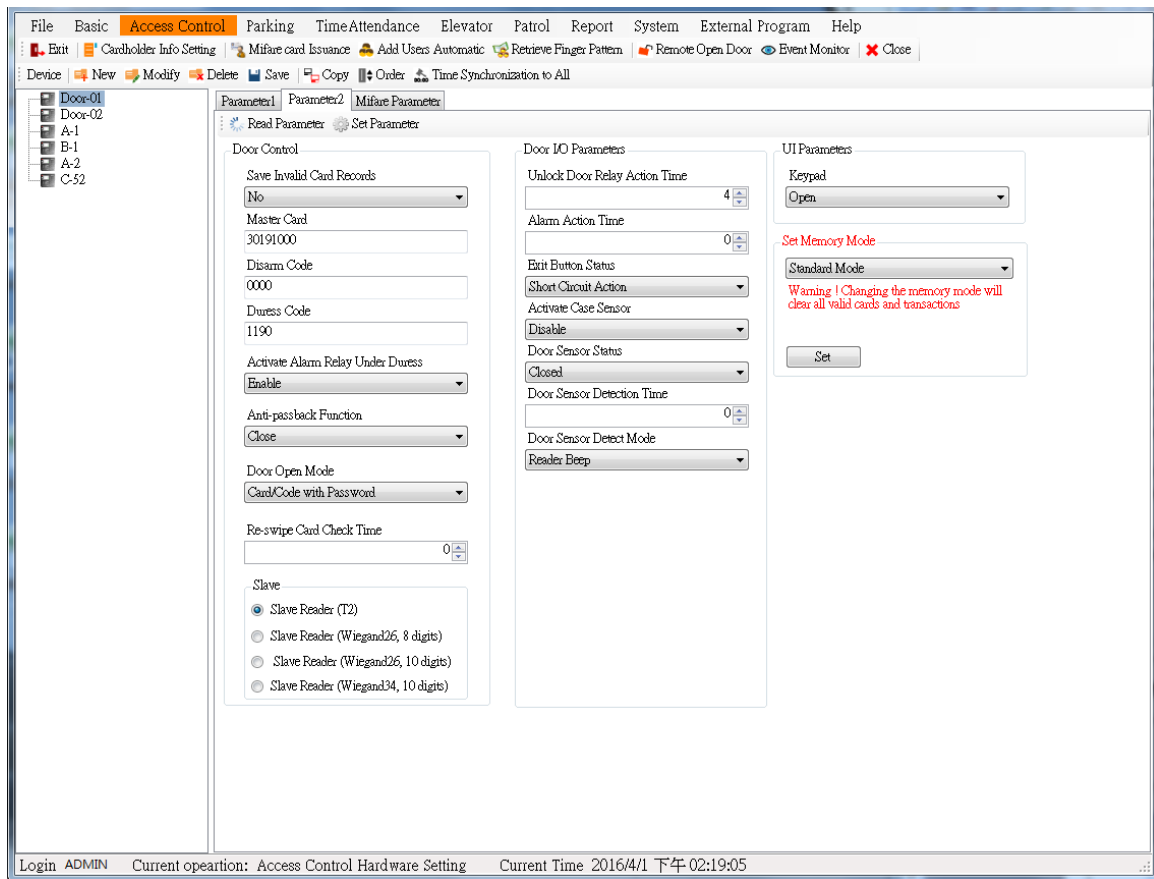 File Basic Access Control Parking TimeAttendance Elevator Patrol Report System External Program Help
Exit Cardholder Info Setting Mifare card Issuance Add Users Automatic Retrieve Finger Pattern Remote Open Door Event Monitor Close
Device New Modify Delete Save Copy Order Time Synchronization to All
Door-01
Door-02
A-1
B-1
A-2
C-52
Parameter1 Parameter2 Mifare Parameter
Read Parameter Set Parameter
Door Control
Save Invalid Card Records
No
Master Card
30191000
Disarm Code
0000
Duress Code
1190
Activate Alarm Relay Under Duress
Enable
Anti-passback Function
Close
Door Open Mode
Card/Code with Password
Re-swipe Card Check Time
0
Slave
Slave Reader (T2)
Slave Reader (Wiegand26, 8 digits)
Slave Reader (Wiegand26, 10 digits)
Slave Reader (Wiegand34, 10 digits)
Door I/O Parameters
Unlock Door Relay Action Time
4
Alarm Action Time
0
Exit Button Status
Short Circuit Action
Activate Case Sensor
Disable
Door Sensor Status
Closed
Door Sensor Detection Time
0
Door Sensor Detect Mode
Reader Beep
UI Parameters
Keypad
Open
Set Memory Mode
Standard Mode
Warning ! Changing the memory mode will
clear all valid cards and transactions
Set
Login ADMIN Current opeartion: Access Control Hardware Setting Current Time 2016/4/1 下午 02:19:05